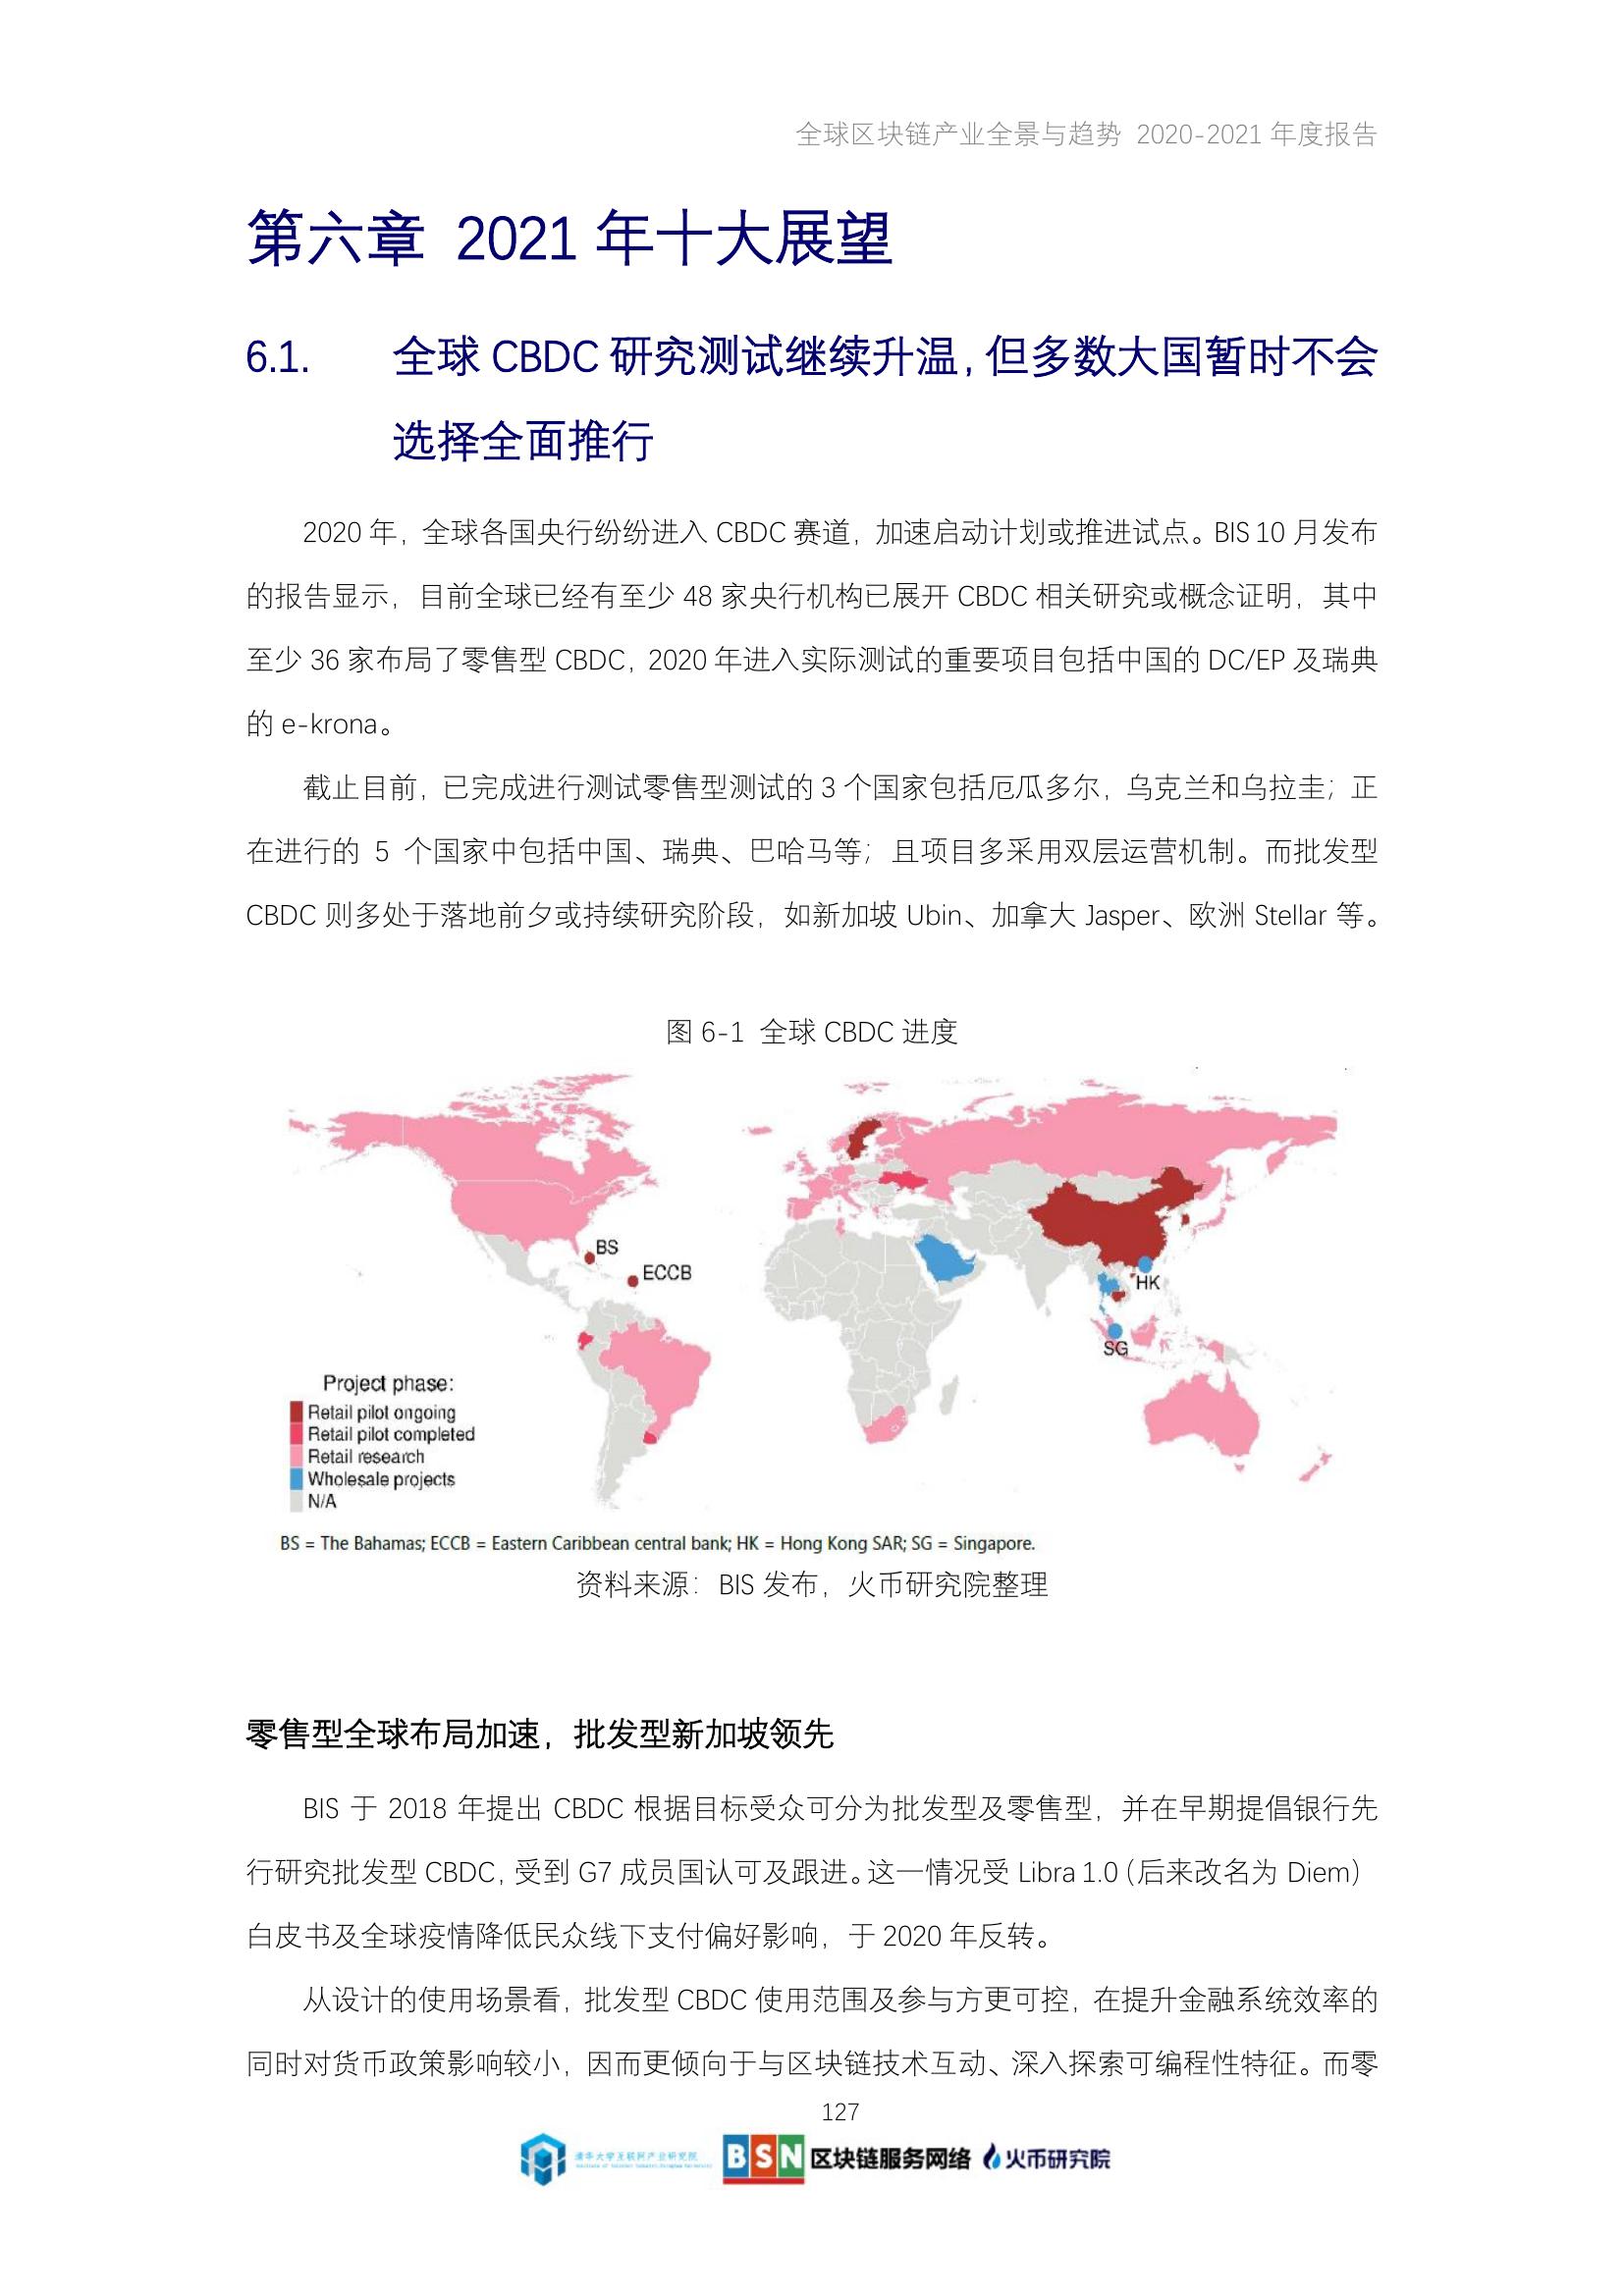 全球区块链产业全景与趋势 2020-2021 年度报告
第六章 2021 年十大展望
6.1. 全球 CBDC 研究测试继续升温，但多数大国暂时不会
选择全面推行
2020 年，全球各国央行纷纷进入 CBDC 赛道，加速启动计划或推进试点。BIS 10 月发布
的报告显示，目前全球已经有至少 48 家央行机构已展开 CBDC 相关研究或概念证明，其中
至少 36 家布局了零售型 CBDC，2020 年进入实际测试的重要项目包括中国的 DC/EP 及瑞典
的 e-krona。
截止目前，已完成进行测试零售型测试的 3 个国家包括厄瓜多尔，乌克兰和乌拉圭；正
在进行的 5 个国家中包括中国、瑞典、巴哈马等；且项目多采用双层运营机制。而批发型
CBDC 则多处于落地前夕或持续研究阶段，如新加坡 Ubin、加拿大 Jasper、欧洲 Stellar 等。
图 6-1 全球 CBDC 进度
BS
ECCB
HK
SG
Project phase:
Retail pilot ongoing
Retail pilot completed
Retail research
Wholesale projects
N/A
BS = The Bahamas; ECCB = Eastern Caribbean central bank; HK = Hong Kong SAR; SG = Singapore.
资料来源：BIS 发布，火币研究院整理
零售型全球布局加速，批发型新加坡领先
BIS 于 2018 年提出 CBDC 根据目标受众可分为批发型及零售型，并在早期提倡银行先
行研究批发型 CBDC，受到 G7 成员国认可及跟进。这一情况受 Libra 1.0（后来改名为 Diem）
白皮书及全球疫情降低民众线下支付偏好影响，于 2020 年反转。
从设计的使用场景看，批发型 CBDC 使用范围及参与方更可控，在提升金融系统效率的
同时对货币政策影响较小，因而更倾向于与区块链技术互动、深入探索可编程性特征。而零
127
清华大学互联网产业研究院
BSN 区块链服务网络 火币研究院